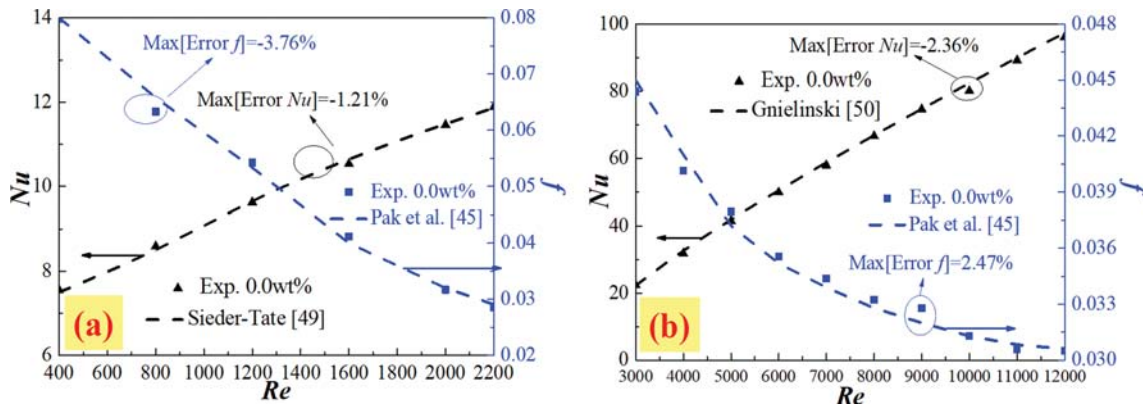 14
12
10
8
6
Nu
0.08
0.07
0.06
0.05
0.04
0.03
0.02
f
Max[Error f]=-3.76%
Max[Error Nu]=-1.21%
Exp. 0.0wt%
Pak et al. [45]
Exp. 0.0wt%
Sieder-Tate [49]
(a)
400 600 800 1000 1200 1400 1600 1800 2000 2200
Re
100
80
60
40
20
0
Nu
0.048
0.045
0.042
0.039
0.036
0.033
0.030
f
Max[Error Nu]=-2.36%
Exp. 0.0wt%
Gnielinski [50]
Exp. 0.0wt%
Pak et al. [45]
Max[Error f]=2.47%
(b)
3000 4000 5000 6000 7000 8000 9000 10000 11000 12000
Re